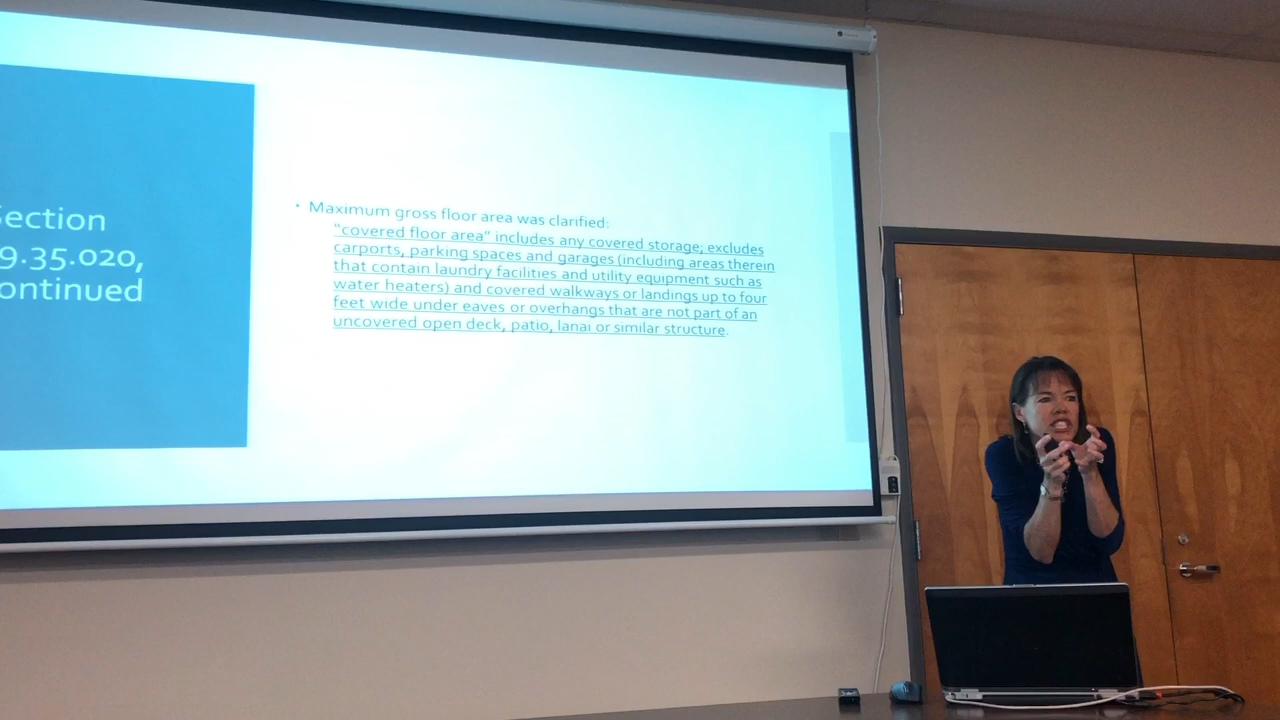 Section
9.35.020,
ontinued
• Maximum gross floor area was clarified:
"covered floor area" includes any covered storage; excludes
carports, parking spaces and garages (including areas therein
that contain laundry facilities and utility equipment such as
water heaters) and covered walkways or landings up to four
feet wide under eaves or overhangs that are not part of an
uncovered open deck, patio, lanai or similar structure.